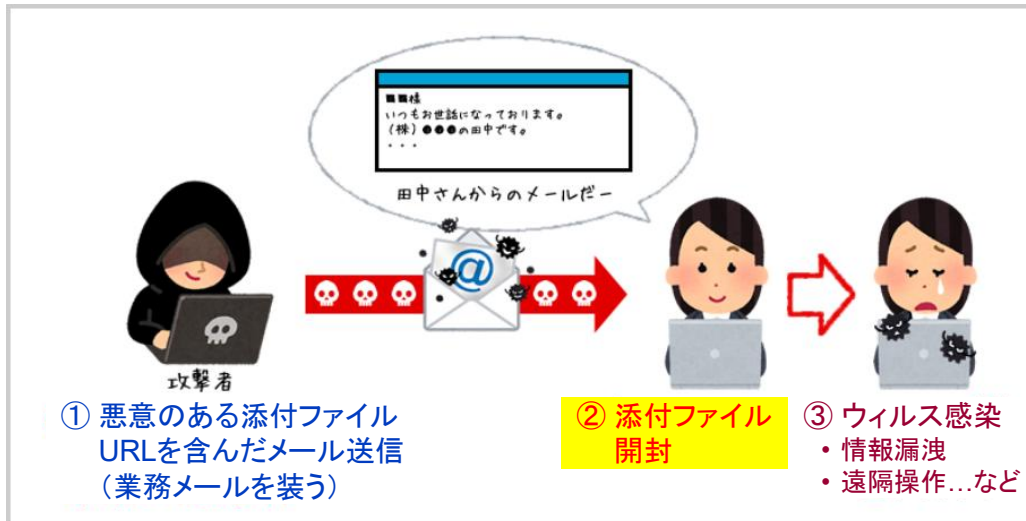 ■■様
いつもお世話になっております。
(株)●●●の田中です。
・・・
田中さんからのメールだー
@
攻撃者
① 悪意のある添付ファイル
URLを含んだメール送信
（業務メールを装う）
② 添付ファイル
開封
③ ウィルス感染
• 情報漏洩
• 遠隔操作…など